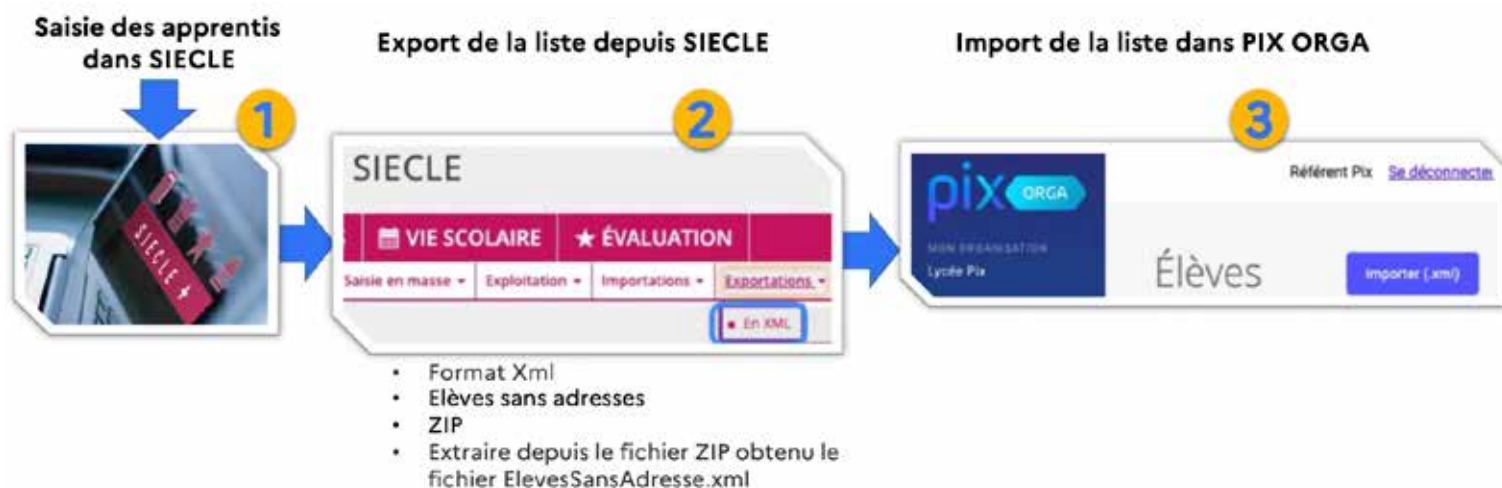 Saisie des apprentis
dans SIECLE
Export de la liste depuis SIECLE
Import de la liste dans PIX ORGA
1
2
3
SIECLE +
SIECLE
VIE SCOLAIRE
ÉVALUATION
Saisie en masse
Exploitation
Importations
Exportations
En XML
pix ORGA
MON ORGANISATION
Lycée Pix
Référent Pix
Se déconnecter
Élèves
Importer (.xml)
• Format Xml
• Elèves sans adresses
• ZIP
• Extraire depuis le fichier ZIP obtenu le
fichier ElevesSansAdresse.xml